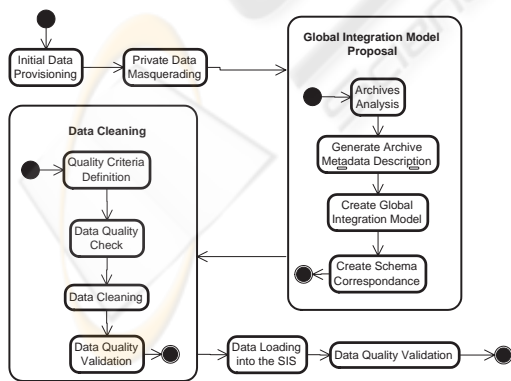 Initial Data
Provisioning
Private Data
Masquerading
Global Integration Model
Proposal
Archives
Analysis
Generate Archive
Metadata Description
Create Global
Integration Model
Create Schema
Correspondance
Data Cleaning
Quality Criteria
Definition
Data Quality
Check
Data Cleaning
Data Quality
Validation
Data Loading
into the SIS
Data Quality Validation